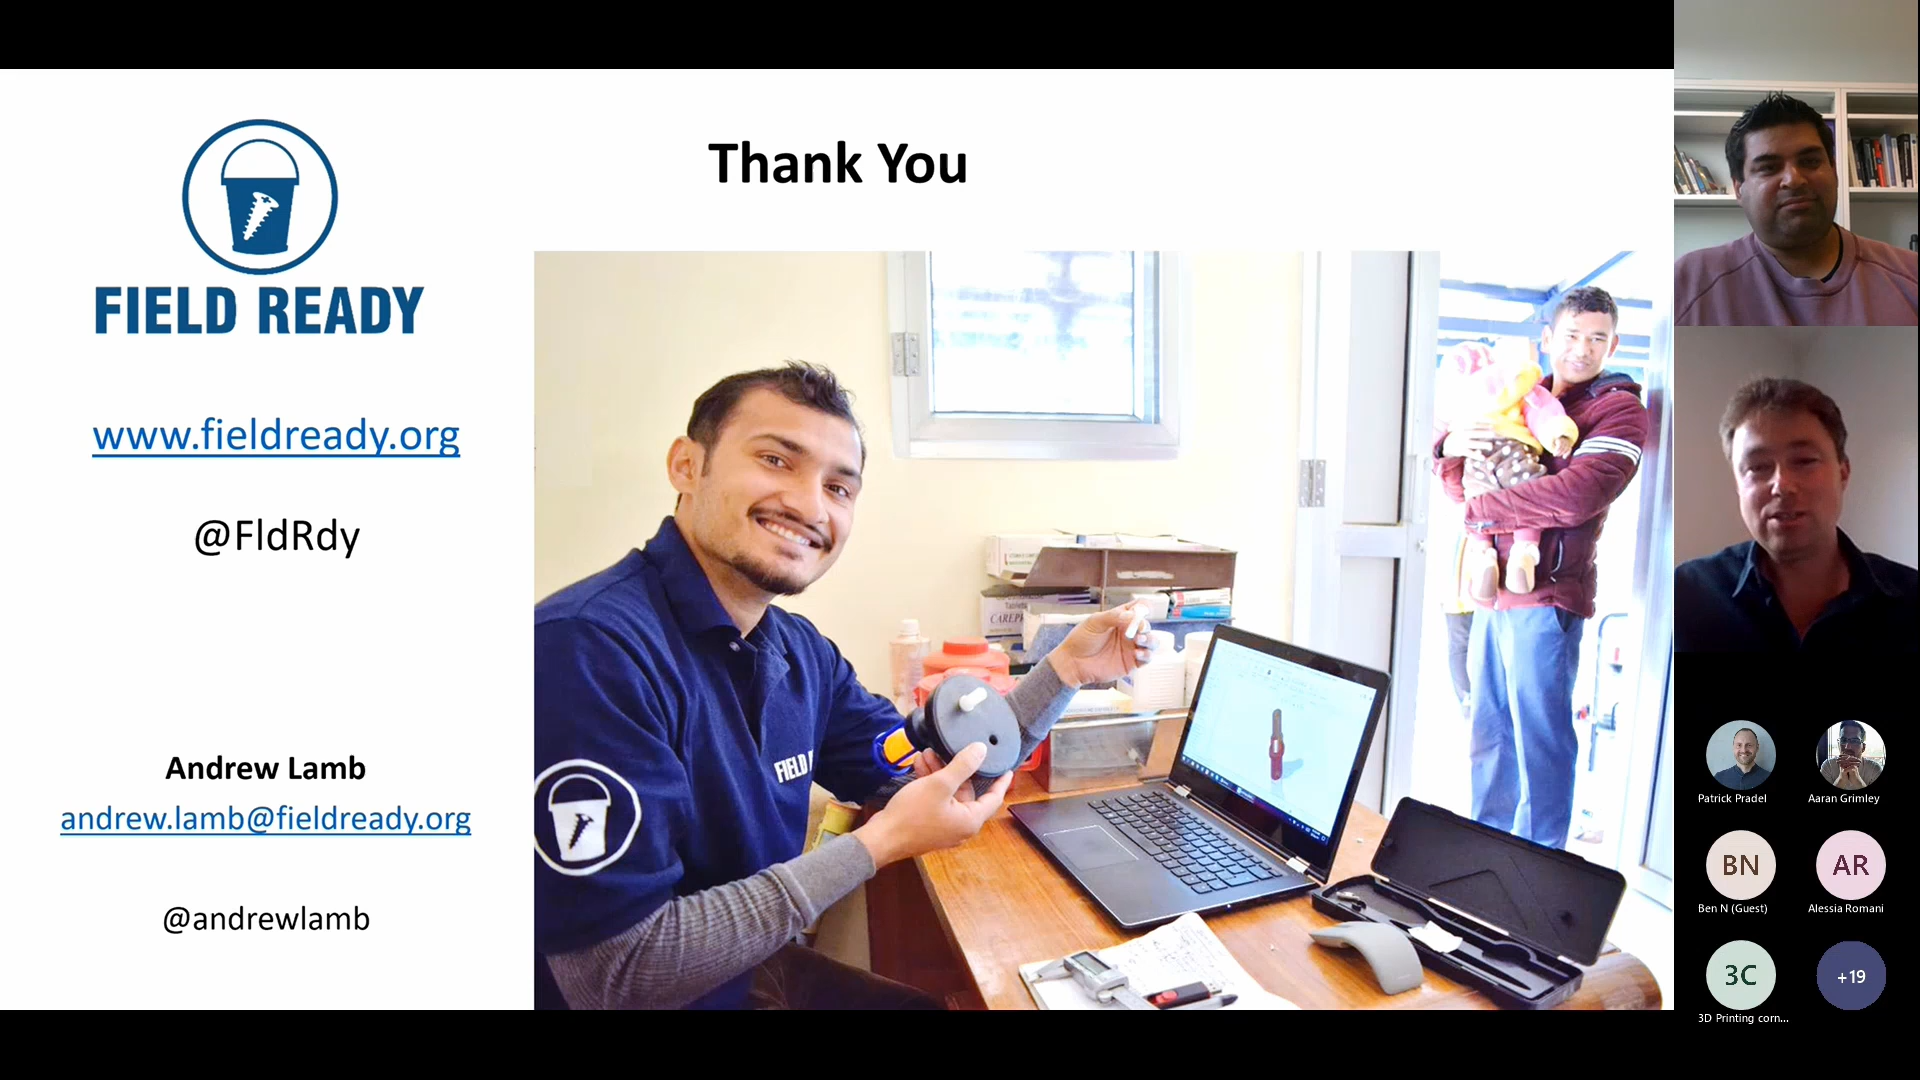 Thank You
FIELD READY
www.fieldready.org
@FldRdy
Andrew Lamb
andrew.lamb@fieldready.org
@andrewlamb
FIELD
Patrick Pradel
Aaran Grimley
BN
AR
Ben N (Guest)
Alessia Romani
3C
+19
3D Printing corn...